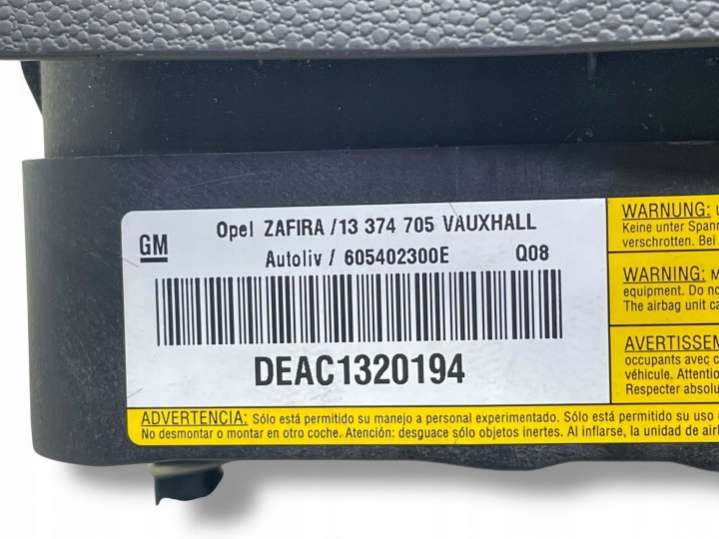 GM
Opel ZAFIRA /13 374 705 VAUXHALL
Autoliv / 605402300E Q08
DEAC1320194
WARNUNG:
Keine unter Span
verschrotten. Bei
WARNING:
equipment. Do no
The airbag unit ca
AVERTISSEM
occupants avec c
véhicule. Attentio
Respecter absolu
ADVERTENCIA: Sólo está permitido su manejo a personal experimentado. Sólo está permitido su uso
No desmontar o montar en otro coche. Atención: desguace sólo objetos inertes. Al inflarse, la unidad de air